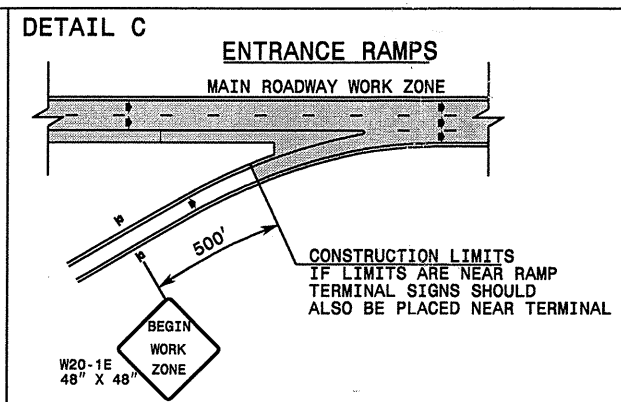 DETAIL C
ENTRANCE RAMPS
MAIN ROADWAY WORK ZONE
500'
CONSTRUCTION LIMITS
IF LIMITS ARE NEAR RAMP
TERMINAL SIGNS SHOULD
ALSO BE PLACED NEAR TERMINAL
BEGIN
WORK
ZONE
W20-1E
48" X 48"